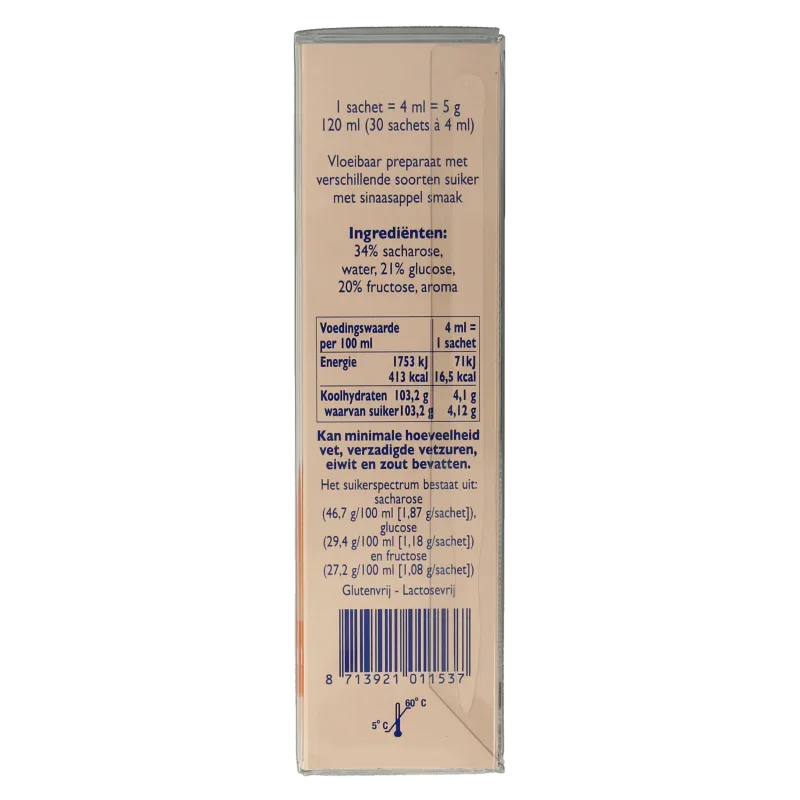 1 sachet = 4 ml = 5 g
120 ml (30 sachets à 4 ml)
Vloeibaar preparaat met
verschillende soorten suiker
met sinaasappel smaak
Ingrediënten:
34% sacharose,
water, 21% glucose,
20% fructose, aroma
Voedingswaarde 4 ml =
per 100 ml 1 sachet
Energie 1753 kJ 71kJ
413 kcal 16,5 kcal
Koolhydraten 103,2 g 4,1 g
waarvan suiker 103,2 g 4,12 g
Kan minimale hoeveelheid
vet, verzadigde vetzuren,
eiwit en zout bevatten.
Het suikerspectrum bestaat uit:
sacharose
(46,7 g/100 ml [1,87 g/sachet]),
glucose
(29,4 g/100 ml [1,18 g/sachet])
en fructose
(27,2 g/100 ml [1,08 g/sachet])
Glutenvrij - Lactosevrij
8 713921 011537
60° C
5° C